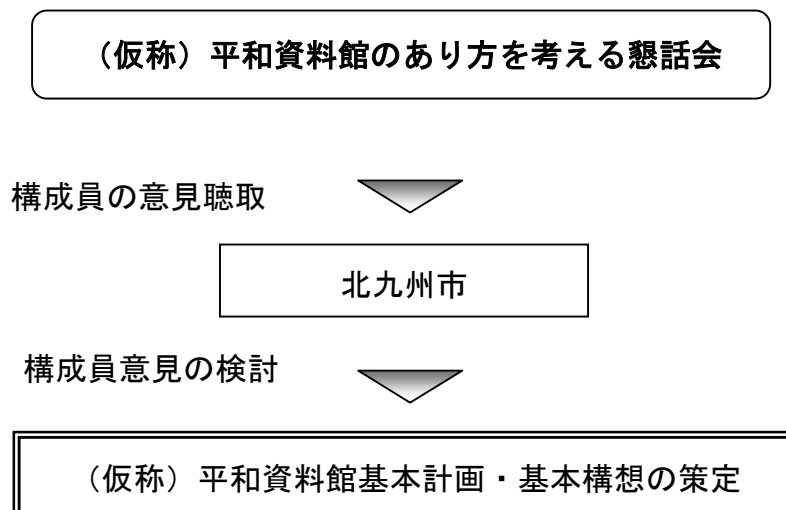 （仮称）平和資料館のあり方を考える懇話会
構成員の意見聴取
北九州市
構成員意見の検討
（仮称）平和資料館基本計画・基本構想の策定